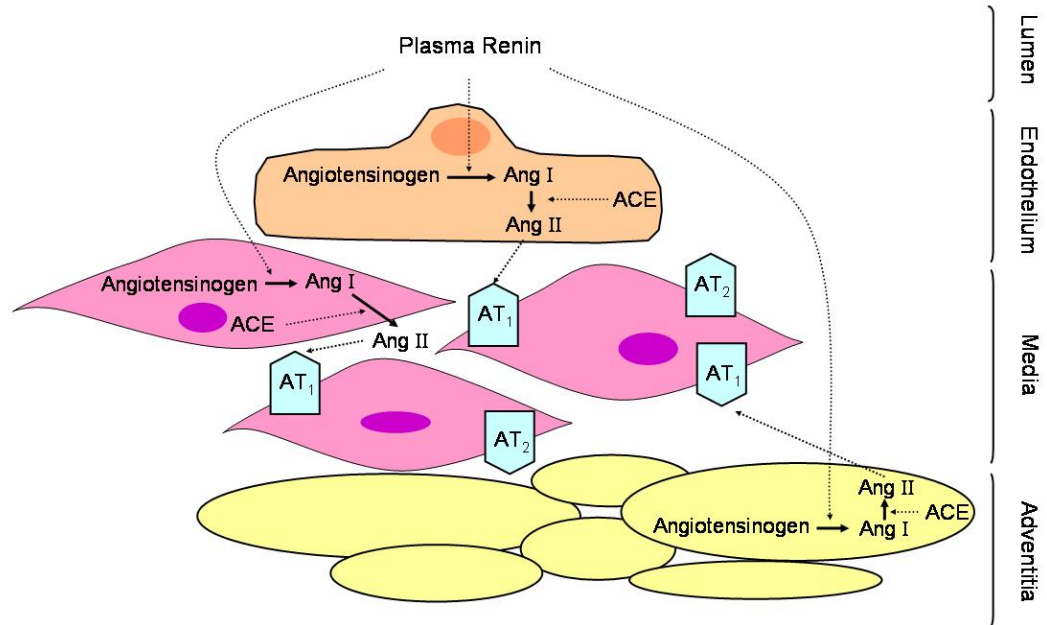 Plasma Renin
Lumen
Angiotensinogen Ang I
ACE
Ang II
Endothelium
Angiotensinogen Ang I
ACE
Ang II
AT1
AT1
AT2
AT1
AT2
Media
Ang II
ACE
Angiotensinogen Ang I
Adventitia